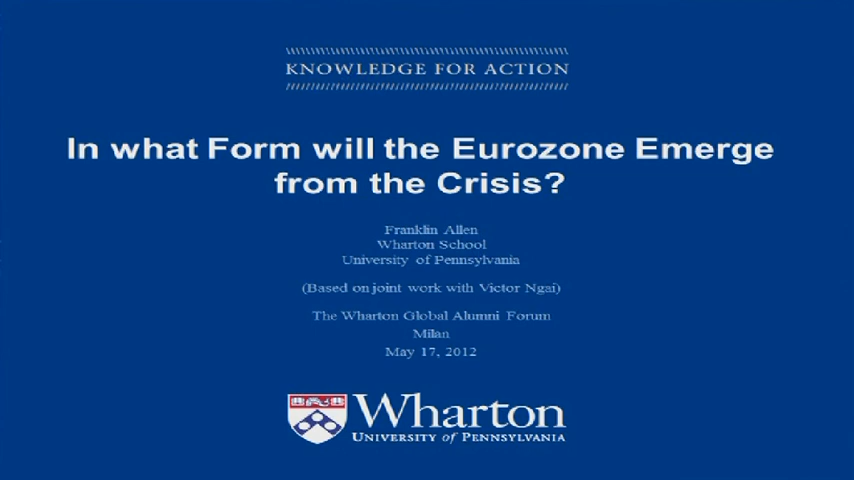 KNOWLEDGE FOR ACTION
In what Form will the Eurozone Emerge
from the Crisis?
Franklin Allen
Wharton School
University of Pennsylvania
(Based on joint work with Victor Ngai)
The Wharton Global Alumni Forum
Milan
May 17, 2012
Wharton
UNIVERSITY of PENNSYLVANIA